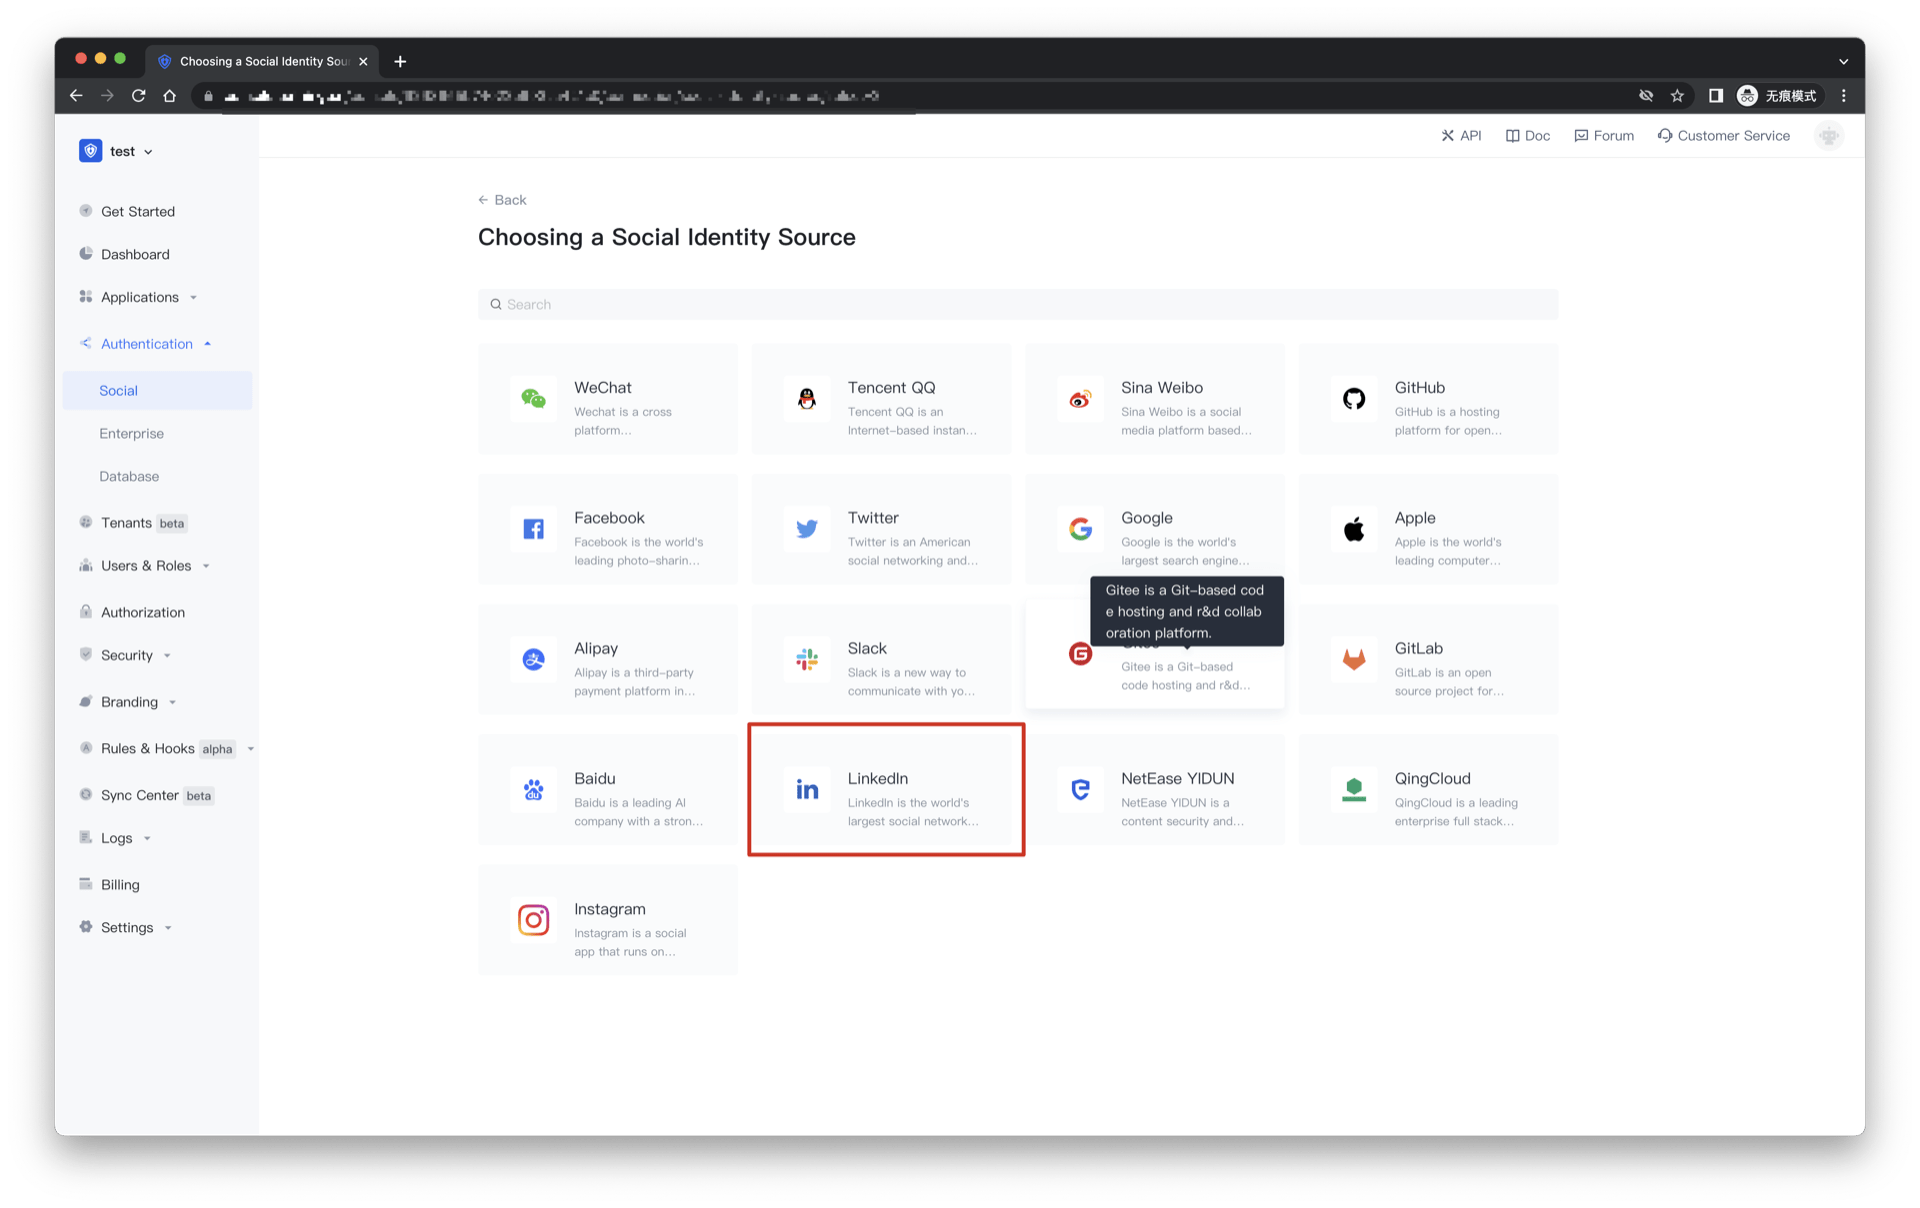 Choosing a Social Identity Sou
无痕模式
test
API
Doc
Forum
Customer Service
Get Started
Dashboard
Applications
Authentication
Social
Enterprise
Database
Tenants beta
Users & Roles
Authorization
Security
Branding
Rules & Hooks alpha
Sync Center beta
Logs
Billing
Settings
Back
Choosing a Social Identity Source
Search
WeChat
Wechat is a cross
platform...
Tencent QQ
Tencent QQ is an
Internet-based instan...
Sina Weibo
Sina Weibo is a social
media platform based...
GitHub
GitHub is a hosting
platform for open...
Facebook
Facebook is the world's
leading photo-sharin...
Twitter
Twitter is an American
social networking and...
Google
Google is the world's
largest search engine...
Apple
Apple is the world's
leading computer...
Alipay
Alipay is a third-party
payment platform in...
Slack
Slack is a new way to
communicate with yo...
Gitee is a Git-based cod
e hosting and r&d collab
oration platform.
Gitee is a Git-based
code hosting and r&d...
GitLab
GitLab is an open
source project for...
Baidu
du
Baidu is a leading AI
company with a stron...
in
LinkedIn
LinkedIn is the world's
largest social network...
NetEase YIDUN
NetEase YIDUN is a
content security and...
QingCloud
QingCloud is a leading
enterprise full stack...
Instagram
Instagram is a social
app that runs on...